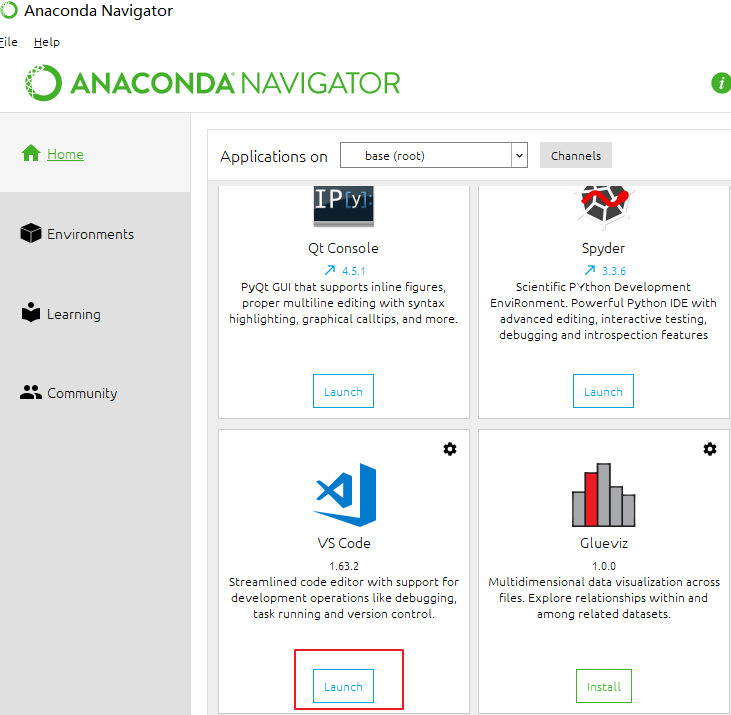 Anaconda Navigator
File Help
ANACONDA NAVIGATOR
Home
Environments
Learning
Community
Applications on base (root) Channels
IP[y]:
Qt Console
4.5.1
PyQt GUI that supports inline figures,
proper multiline editing with syntax
highlighting, graphical calltips, and more.
Launch
Spyder
3.3.6
Scientific PYthon Development
EnviRonment. Powerful Python IDE with
advanced editing, interactive testing,
debugging and introspection features
Launch
VS Code
1.63.2
Streamlined code editor with support for
development operations like debugging,
task running and version control.
Launch
Glueviz
1.0.0
Multidimensional data visualization across
files. Explore relationships within and
among related datasets.
Install